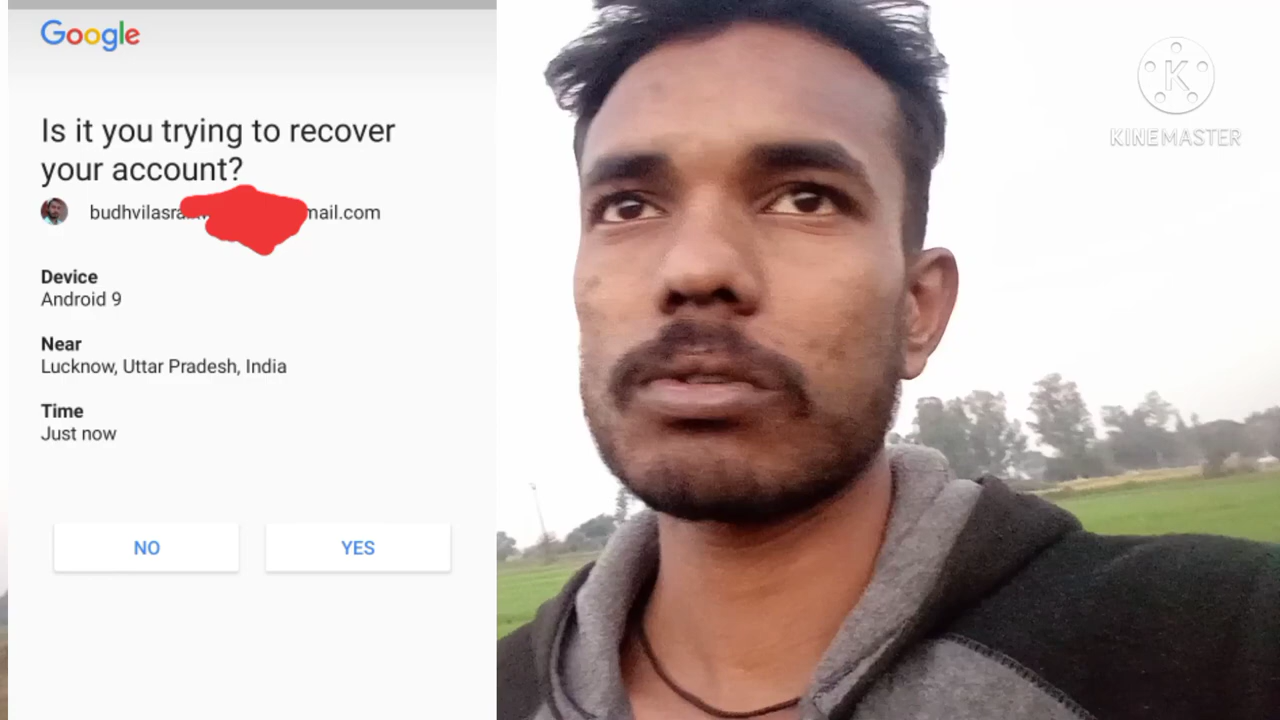 Google
Is it you trying to recover
your account?
budhvilasra mail.com
Device
Android 9
Near
Lucknow, Uttar Pradesh, India
Time
Just now
NO YES
K
KINEMASTER